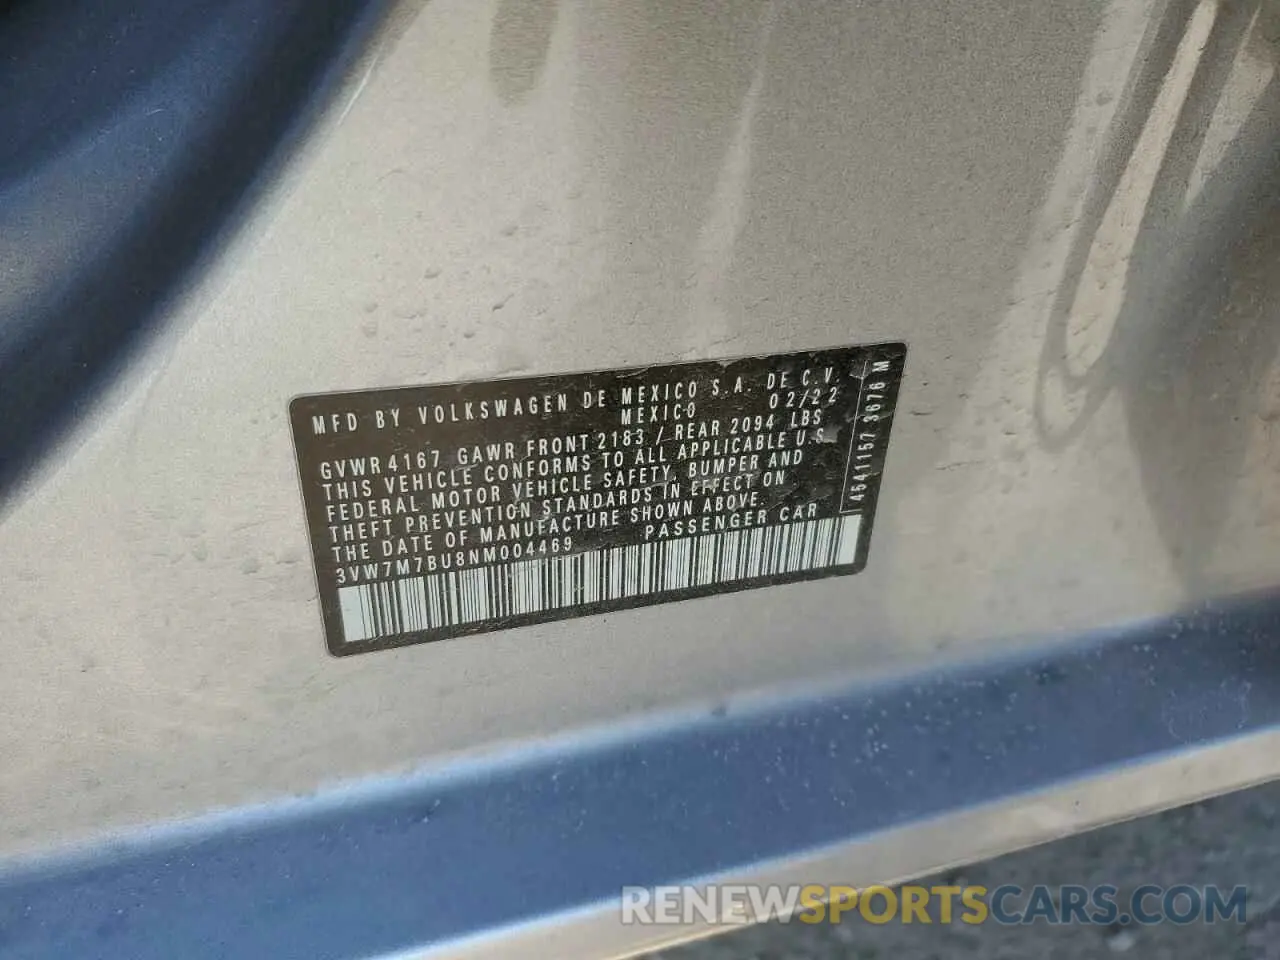 MFD BY VOLKSWAGEN DE MEXICO S.A. DE C.V.
MEXICO 02/22
GVWR 4167 GAWR FRONT 2183 / REAR 2094 LBS
THIS VEHICLE CONFORMS TO ALL APPLICABLE U.S.
FEDERAL MOTOR VEHICLE SAFETY, BUMPER AND
THEFT PREVENTION STANDARDS IN EFFECT ON
THE DATE OF MANUFACTURE SHOWN ABOVE.
3VW7M7BU8NM004469 PASSENGER CAR
4541157 3676 M
RENEWSPORTSCARS.COM